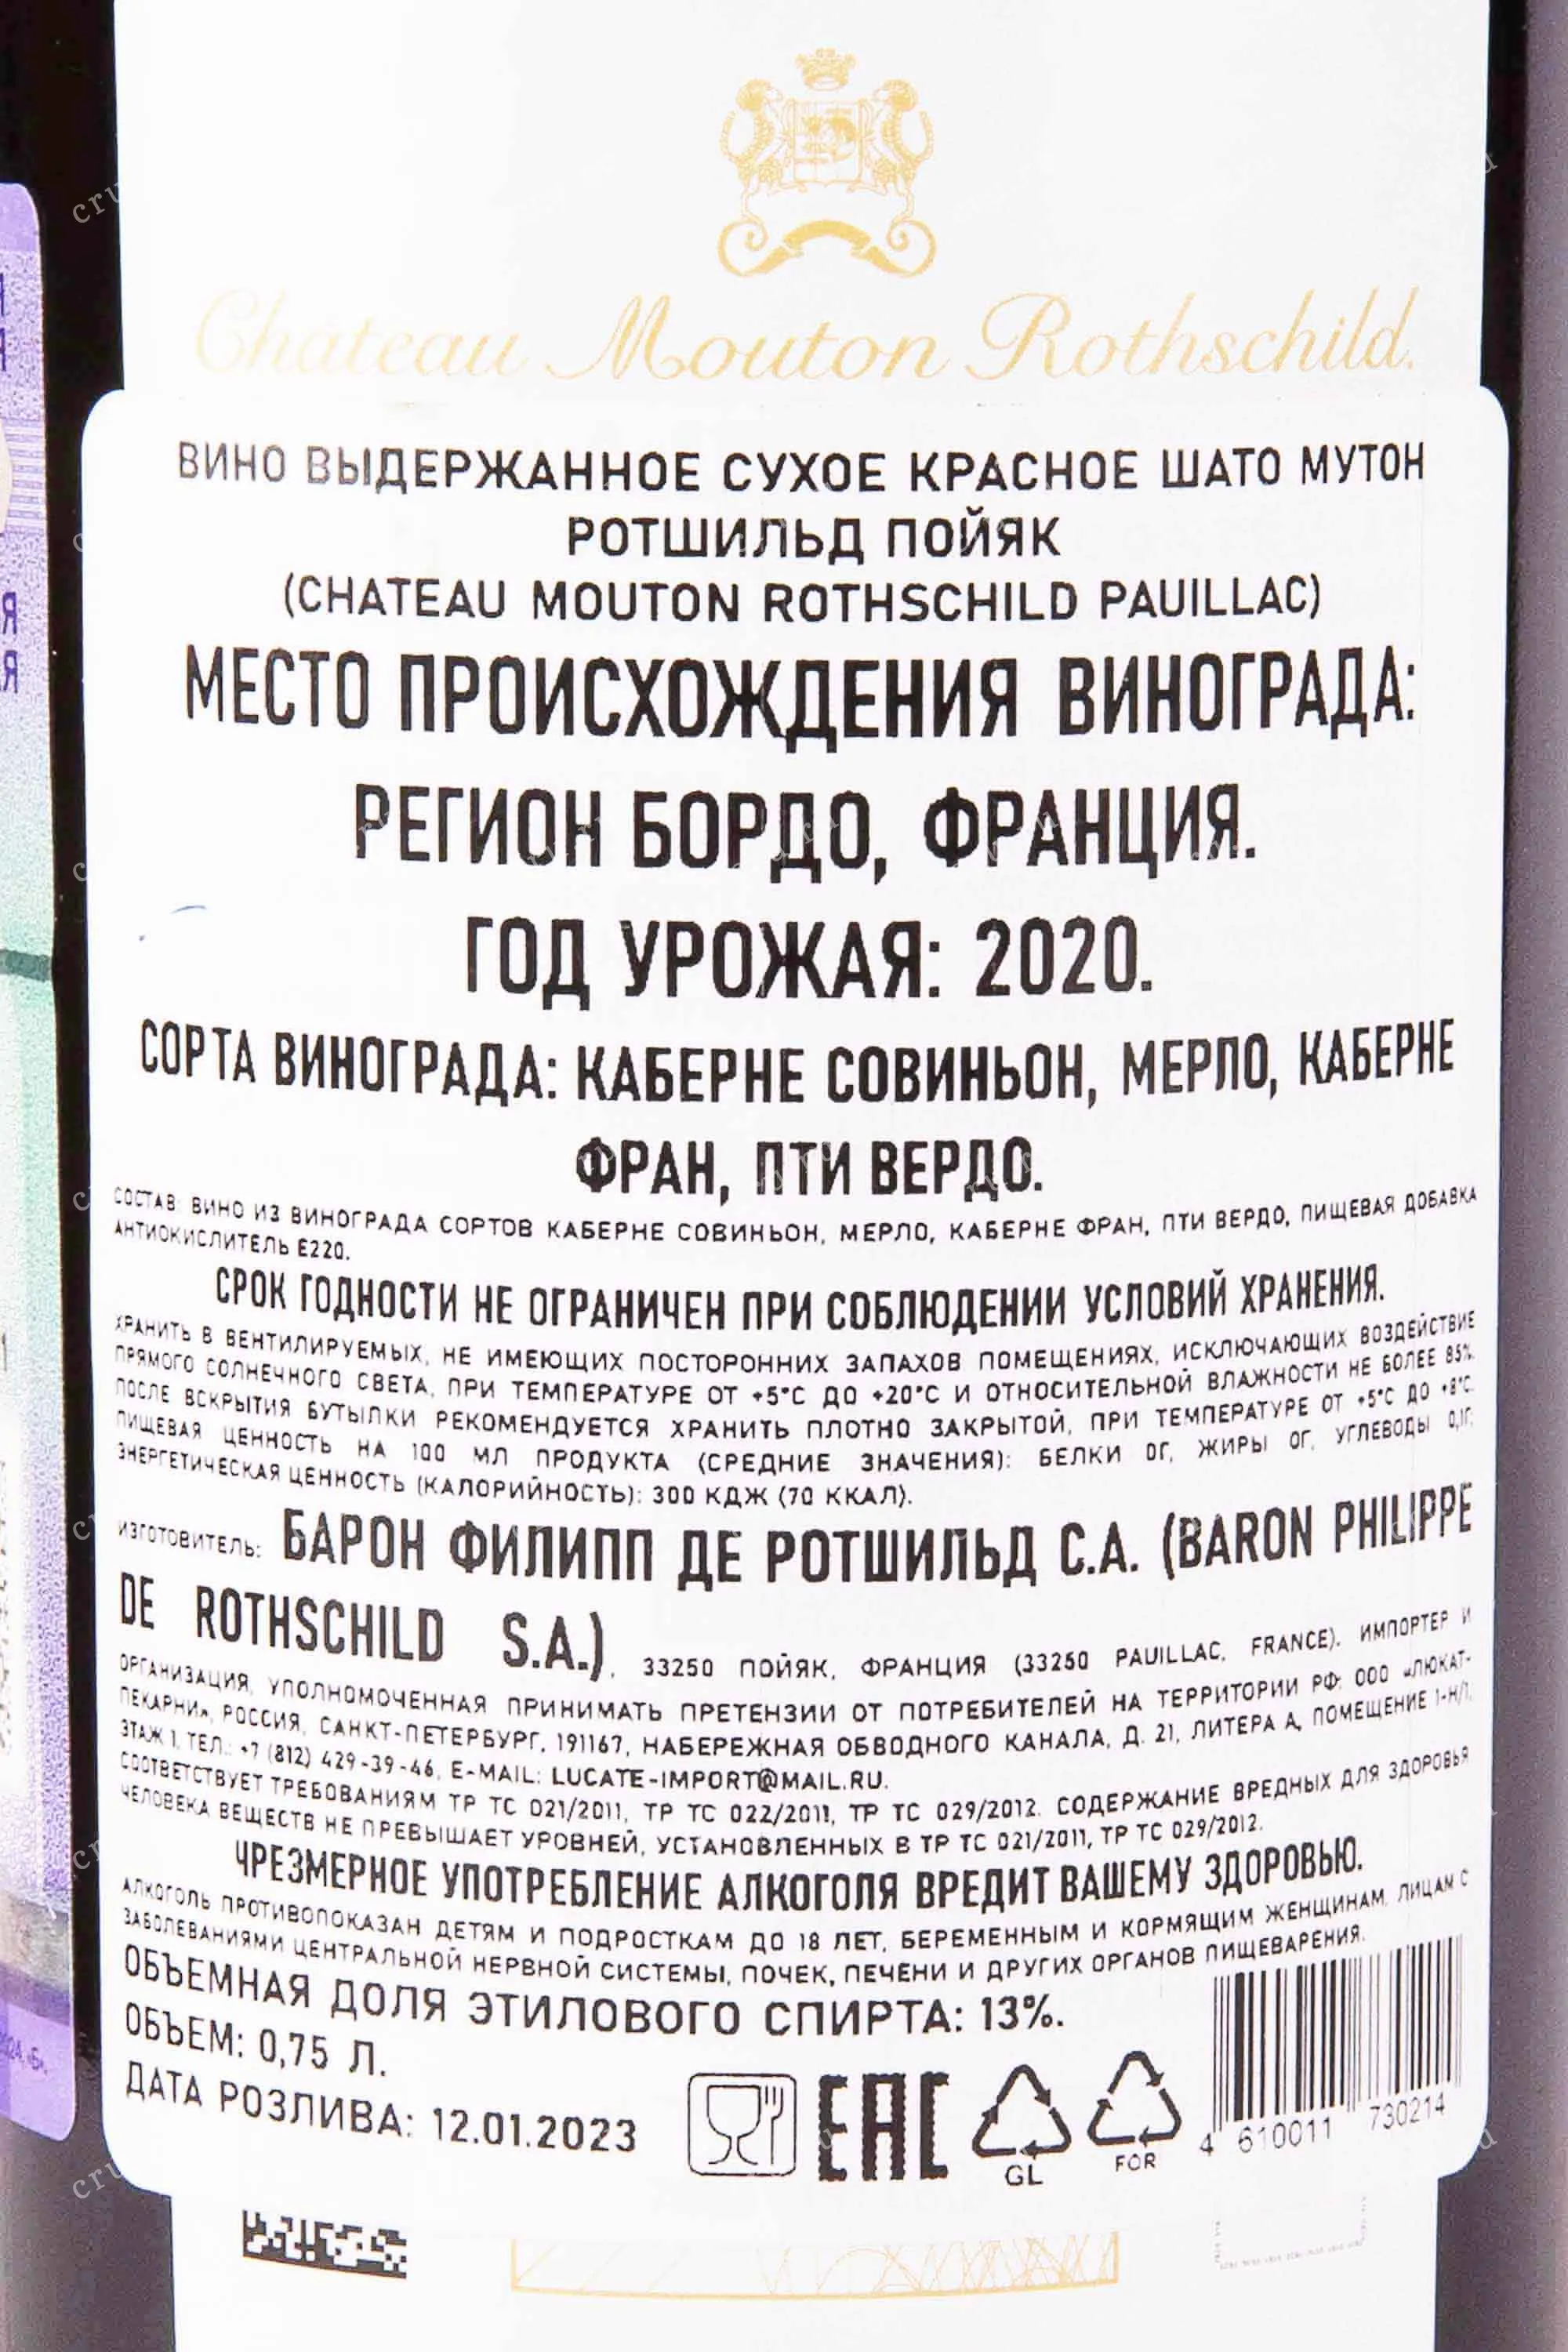 Chateau Mouton Rothschild.
ВИНО ВЫДЕРЖАННОЕ СУХОЕ КРАСНОЕ ШАТО МУТОН
РОТШИЛЬД ПОЙЯК
(CHATEAU MOUTON ROTHSCHILD PAUILLAC)
МЕСТО ПРОИСХОЖДЕНИЯ ВИНОГРАДА:
РЕГИОН БОРДО, ФРАНЦИЯ.
ГОД УРОЖАЯ: 2020.
СОРТА ВИНОГРАДА: КАБЕРНЕ СОВИНЬОН, МЕРЛО, КАБЕРНЕ
ФРАН, ПТИ ВЕРДО.
СОСТАВ: ВИНО ИЗ ВИНОГРАДА СОРТОВ КАБЕРНЕ СОВИНЬОН, МЕРЛО, КАБЕРНЕ ФРАН, ПТИ ВЕРДО, ПИЩЕВАЯ ДОБАВКА
АНТИОКИСЛИТЕЛЬ Е220.
СРОК ГОДНОСТИ НЕ ОГРАНИЧЕН ПРИ СОБЛЮДЕНИИ УСЛОВИЙ ХРАНЕНИЯ.
ХРАНИТЬ В ВЕНТИЛИРУЕМЫХ, НЕ ИМЕЮЩИХ ПОСТОРОННИХ ЗАПАХОВ ПОМЕЩЕНИЯХ, ИСКЛЮЧАЮЩИХ ВОЗДЕЙСТВИЕ
ПРЯМОГО СОЛНЕЧНОГО СВЕТА, ПРИ ТЕМПЕРАТУРЕ ОТ +5°С ДО +20°С И ОТНОСИТЕЛЬНОЙ ВЛАЖНОСТИ НЕ БОЛЕЕ 85%.
ПОСЛЕ ВСКРЫТИЯ БУТЫЛКИ РЕКОМЕНДУЕТСЯ ХРАНИТЬ ПЛОТНО ЗАКРЫТОЙ, ПРИ ТЕМПЕРАТУРЕ ОТ +5°С ДО +8°С.
ПИЩЕВАЯ ЦЕННОСТЬ НА 100 МЛ ПРОДУКТА (СРЕДНИЕ ЗНАЧЕНИЯ): БЕЛКИ 0Г, ЖИРЫ 0Г, УГЛЕВОДЫ 0,1Г;
ЭНЕРГЕТИЧЕСКАЯ ЦЕННОСТЬ (КАЛОРИЙНОСТЬ): 300 КДЖ (70 ККАЛ).
ИЗГОТОВИТЕЛЬ: БАРОН ФИЛИПП ДЕ РОТШИЛЬД С.А. (BARON PHILIPPE
DE ROTHSCHILD S.A.), 33250 ПОЙЯК, ФРАНЦИЯ (33250 PAUILLAC, FRANCE). ИМПОРТЕР И
ОРГАНИЗАЦИЯ, УПОЛНОМОЧЕННАЯ ПРИНИМАТЬ ПРЕТЕНЗИИ ОТ ПОТРЕБИТЕЛЕЙ НА ТЕРРИТОРИИ РФ: ООО «ЛЮКАТ-
ПЕКАРНИ», РОССИЯ, САНКТ-ПЕТЕРБУРГ, 191167, НАБЕРЕЖНАЯ ОБВОДНОГО КАНАЛА, Д. 21, ЛИТЕРА А, ПОМЕЩЕНИЕ 1-Н/1,
ЭТАЖ 1, ТЕЛ.: +7 (812) 429-39-46, E-MAIL: LUCATE-IMPORT@MAIL.RU.
СООТВЕТСТВУЕТ ТРЕБОВАНИЯМ ТР ТС 021/2011, ТР ТС 022/2011, ТР ТС 029/2012. СОДЕРЖАНИЕ ВРЕДНЫХ ДЛЯ ЗДОРОВЬЯ
ЧЕЛОВЕКА ВЕЩЕСТВ НЕ ПРЕВЫШАЕТ УРОВНЕЙ, УСТАНОВЛЕННЫХ В ТР ТС 021/2011, ТР ТС 029/2012.
ЧРЕЗМЕРНОЕ УПОТРЕБЛЕНИЕ АЛКОГОЛЯ ВРЕДИТ ВАШЕМУ ЗДОРОВЬЮ.
АЛКОГОЛЬ ПРОТИВОПОКАЗАН ДЕТЯМ И ПОДРОСТКАМ ДО 18 ЛЕТ, БЕРЕМЕННЫМ И КОРМЯЩИМ ЖЕНЩИНАМ, ЛИЦАМ С
ЗАБОЛЕВАНИЯМИ ЦЕНТРАЛЬНОЙ НЕРВНОЙ СИСТЕМЫ, ПОЧЕК, ПЕЧЕНИ И ДРУГИХ ОРГАНОВ ПИЩЕВАРЕНИЯ.
ОБЪЕМНАЯ ДОЛЯ ЭТИЛОВОГО СПИРТА: 13%.
ОБЪЕМ: 0,75 Л.
ДАТА РОЗЛИВА: 12.01.2023
EAC
GL
FOR
4 610011 730214